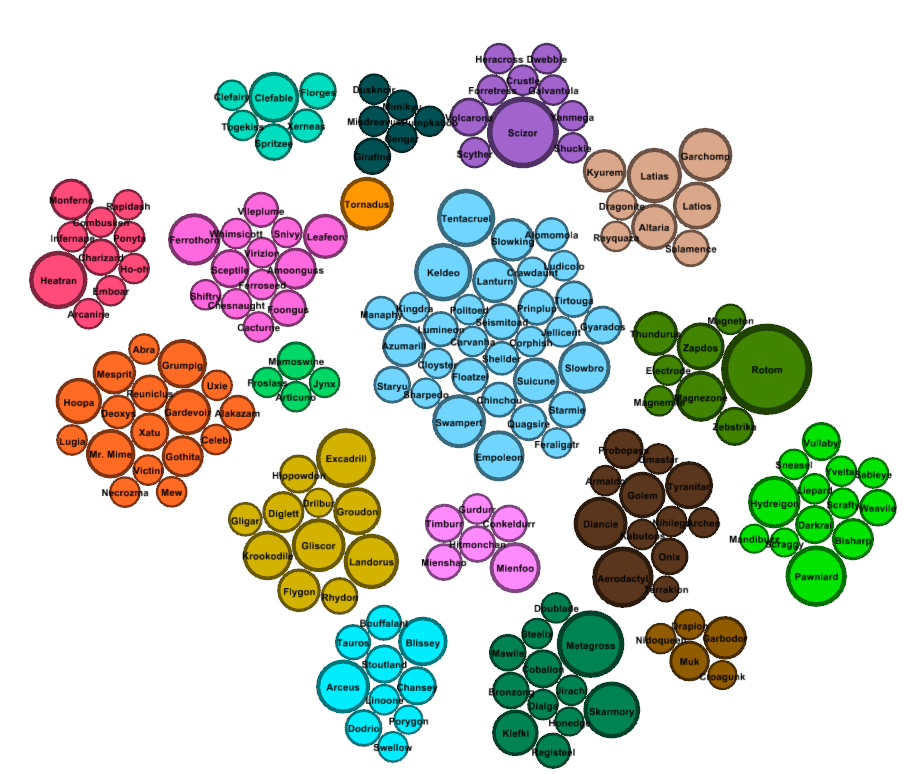 Clefairy
Clefable
Florges
Togekiss
Xerneas
Spritzee
Dusknoir
Mimikyu
Misdreavus
Pumpkaboo
Gengar
Giratina
Heracross
Dwebble
Crustle
Forretress
Galvantula
Volcarona
Yanmega
Scizor
Scyther
Shuckle
Kyurem
Latias
Garchomp
Dragonite
Latios
Rayquaza
Altaria
Salamence
Tornadus
Monferno
Rapidash
Combusken
Infernape
Ponyta
Charizard
Ho-oh
Heatran
Emboar
Arcanine
Vileplume
Whimsicott
Snivy
Leafeon
Ferrothorn
Virizion
Sceptile
Amoonguss
Ferroseed
Shiftry
Chesnaught
Foongus
Cacturne
Tentacruel
Slowking
Alomomola
Keldeo
Lanturn
Crawdaunt
Ludicolo
Manaphy
Kingdra
Politoed
Prinplup
Tirtouga
Lumineon
Seismitoad
Jellicent
Gyarados
Azumarill
Carvanha
Corphish
Cloyster
Shellder
Floatzel
Suicune
Slowbro
Staryu
Sharpedo
Chinchou
Starmie
Swampert
Quagsire
Feraligatr
Empoleon
Thundurus
Magneton
Zapdos
Electrode
Rotom
Magnemite
Magnezone
Zebstrika
Abra
Mesprit
Grumpig
Uxie
Hoopa
Reuniclus
Deoxys
Gardevoir
Alakazam
Lugia
Xatu
Celebi
Mr. Mime
Gothita
Victini
Necrozma
Mew
Mamoswine
Froslass
Jynx
Articuno
Excadrill
Hippowdon
Drilbur
Gligar
Diglett
Groudon
Krookodile
Gliscor
Landorus
Flygon
Rhydon
Gurdurr
Timburr
Conkeldurr
Hitmonchan
Mienshao
Mienfoo
Probopass
Omastar
Armaldo
Golem
Tyranitar
Diancie
Nihilego
Archen
Kabutops
Onix
Aerodactyl
Terrakion
Vullaby
Sneasel
Yveltal
Sableye
Liepard
Hydreigon
Scrafty
Weavile
Darkrai
Mandibuzz
Scraggy
Bisharp
Pawniard
Bouffalant
Tauros
Blissey
Stoutland
Arceus
Chansey
Linoone
Porygon
Dodrio
Swellow
Doublade
Steelix
Metagross
Mawile
Cobalion
Bronzong
Jirachi
Dialga
Skarmory
Honedge
Klefki
Registeel
Drapion
Nidoqueen
Garbodor
Muk
Croagunk